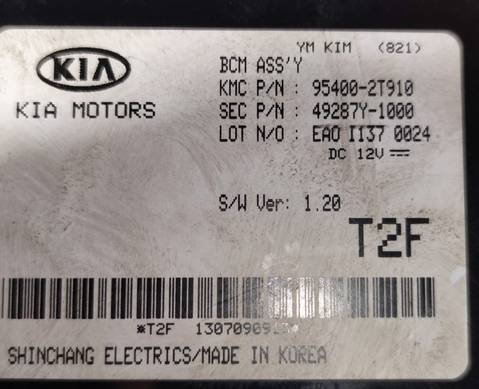 YM KIM (821)
KIA
KIA MOTORS
BCM ASS'Y
KMC P/N : 95400-2T910
SEC P/N : 49287Y-1000
LOT N/O : EAO II37 0024
DC 12V
S/W Ver: 1.20
T2F
*T2F
SHINCHANG ELECTRICS/MADE IN KOREA